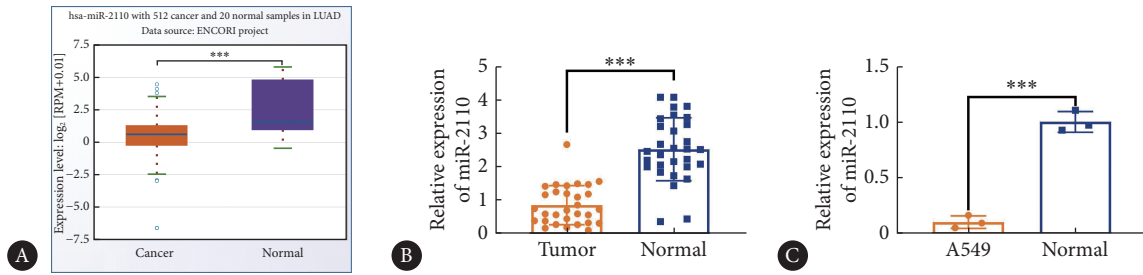 hsa-miR-2110 with 512 cancer and 20 normal samples in LUAD
Data source: ENCORI project
Expression level: log₂ [RPM+0.01]
7.5
5.0
2.5
0
−2.5
−5.0
−7.5
***
Cancer
Normal
A
Relative expression
of miR-2110
5
4
3
2
1
0
***
Tumor
Normal
B
Relative expression
of miR-2110
1.5
1.0
0.5
0
***
A549
Normal
C